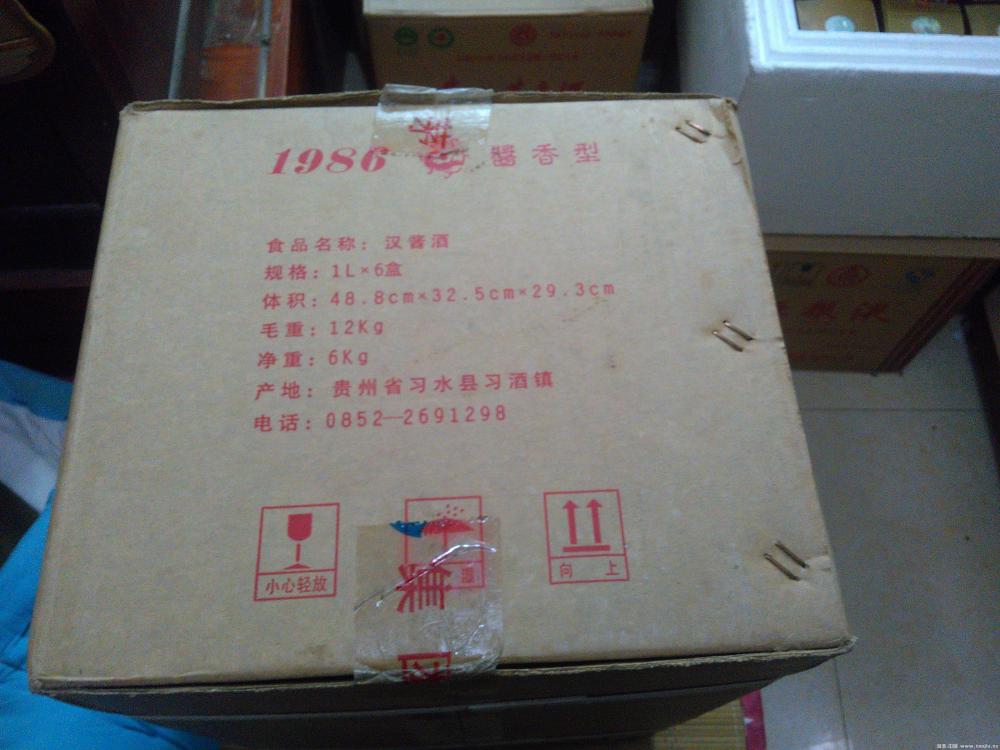 1986 酱香型
食品名称: 汉酱酒
规格: 1L×6盒
体积: 48.8cm×32.5cm×29.3cm
毛重: 12Kg
净重: 6Kg
产地: 贵州省习水县习酒镇
电话: 0852—2691298
小心轻放
湿
向 上
集